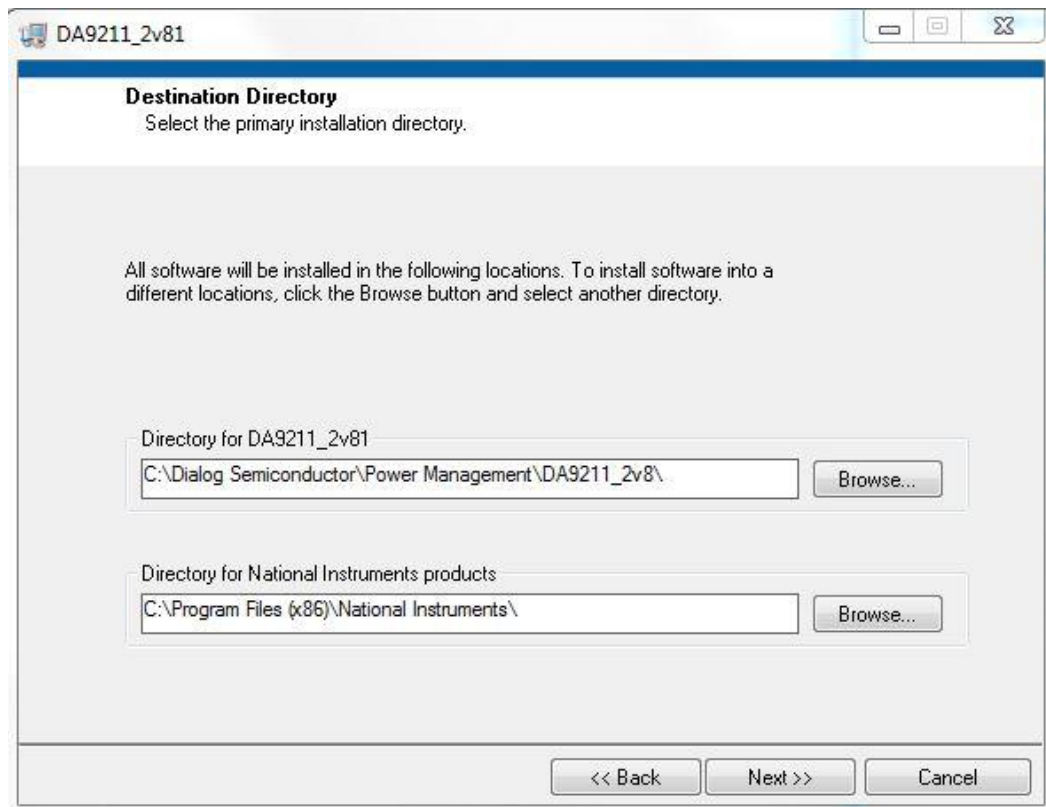 DA9211_2v81
Destination Directory
Select the primary installation directory.
All software will be installed in the following locations. To install software into a
different locations, click the Browse button and select another directory.
Directory for DA9211_2v81
C:\Dialog Semiconductor\Power Management\DA9211_2v8\
Browse...
Directory for National Instruments products
C:\Program Files (x86)\National Instruments\
Browse...
<< Back
Next >>
Cancel